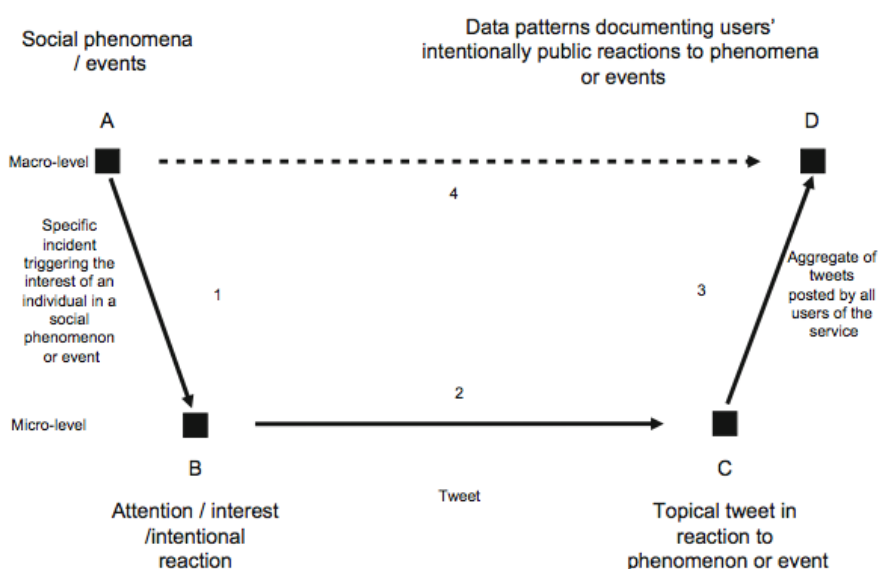 Social phenomena
/ events
Data patterns documenting users'
intentionally public reactions to phenomena
or events
A
D
Macro-level
4
Specific
incident
triggering the
interest of an
individual in a
social
phenomenon
or event
1
3
Aggregate of
tweets
posted by all
users of the
service
2
Micro-level
B
C
Tweet
Attention / interest
/intentional
reaction
Topical tweet in
reaction to
phenomenon or event